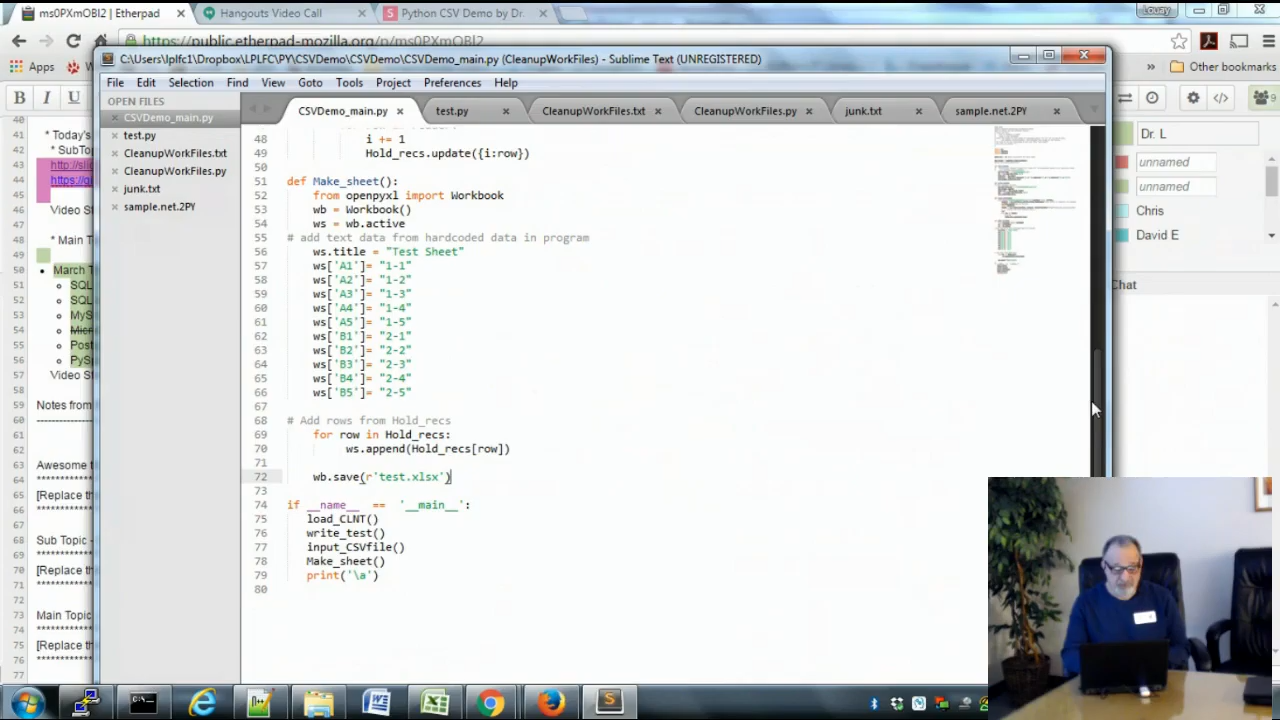 ms0PXmOBl2 | Etherpad
Hangouts Video Call
Python CSV Demo by Dr.
Louzy
https://public.etherpad-mozilla.org/p/ms0PXmOBl2
Apps
Other bookmarks
C:\Users\lplfc1\Dropbox\LPLFC\PY\CSVDemo\CSVDemo\CSVDemo_main.py (CleanupWorkFiles) - Sublime Text (UNREGISTERED)
File Edit Selection Find View Goto Tools Project Preferences Help
OPEN FILES
CSVDemo_main.py
test.py
CleanupWorkFiles.txt
CleanupWorkFiles.py
junk.txt
sample.net.2PY
CSVDemo_main.py
test.py
CleanupWorkFiles.txt
CleanupWorkFiles.py
junk.txt
sample.net.2PY
48 i += 1
49 Hold_recs.update({i:row})
50
51 def Make_sheet():
52 from openpyxl import Workbook
53 wb = Workbook()
54 ws = wb.active
55 # add text data from hardcoded data in program
56 ws.title = "Test Sheet"
57 ws['A1']= "1-1"
58 ws['A2']= "1-2"
59 ws['A3']= "1-3"
60 ws['A4']= "1-4"
61 ws['A5']= "1-5"
62 ws['B1']= "2-1"
63 ws['B2']= "2-2"
64 ws['B3']= "2-3"
65 ws['B4']= "2-4"
66 ws['B5']= "2-5"
67
68 # Add rows from Hold_recs
69 for row in Hold_recs:
70 ws.append(Hold_recs[row])
71
72 wb.save(r'test.xlsx')
73
74 if __name__ == '__main__':
75 load_CLNT()
76 write_test()
77 input_CSVfile()
78 Make_sheet()
79 print('\a')
80
B I U
40
41 * Today's
42 * SubTo
43 http://sli
44 https://g
45
46 Video St
47
48 * Main T
49
50 March T
51 SQL
52 SQL
53 MyS
54 Micr
55 Post
56 PySp
57 Video St
58
59 Notes from
60
61
62
63 Awesome t
64
65 [Replace th
66
67
68 Sub Topic -
69
70 [Replace th
71
72
73 Main Topic
74
75 [Replace th
76
77
Dr. L
unnamed
unnamed
Chris
David E
Chat